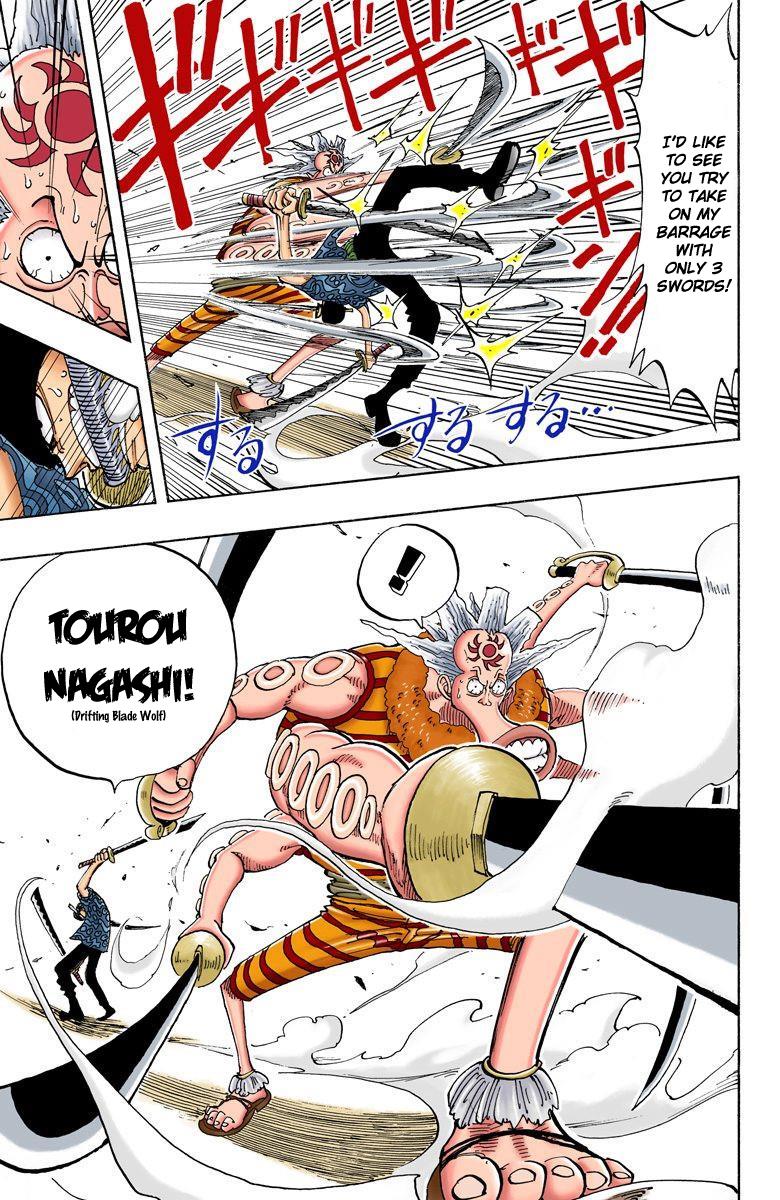 I'D LIKE
TO SEE
YOU TRY
TO TAKE
ON MY
BARRAGE
WITH
ONLY 3
SWORDS!
ギギギギギギギン!!
するするする…
!
TOUROU
NAGASHI!
(Drifting Blade Wolf)